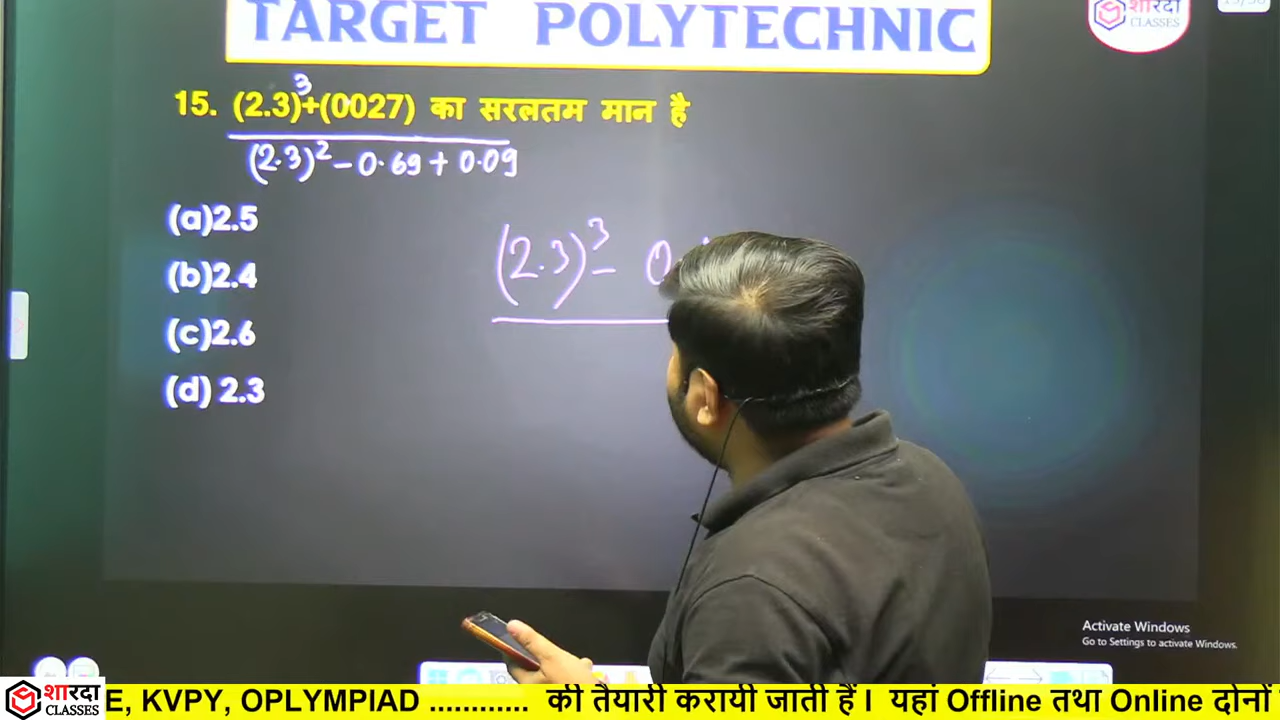 TARGET POLYTECHNIC
शारदा
CLASSES
15. (2.3)³+(0027) का सरलतम मान है
(2.3)² - 0.69 + 0.09
(a)2.5
(2.3)³ - 0.
(b)2.4
(c)2.6
(d) 2.3
Activate Windows
Go to Settings to activate Windows.
शारदा
CLASSES
E, KVPY, OPLYMPIAD ............ की तैयारी करायी जाती हैं। यहां Offline तथा Online दोनों